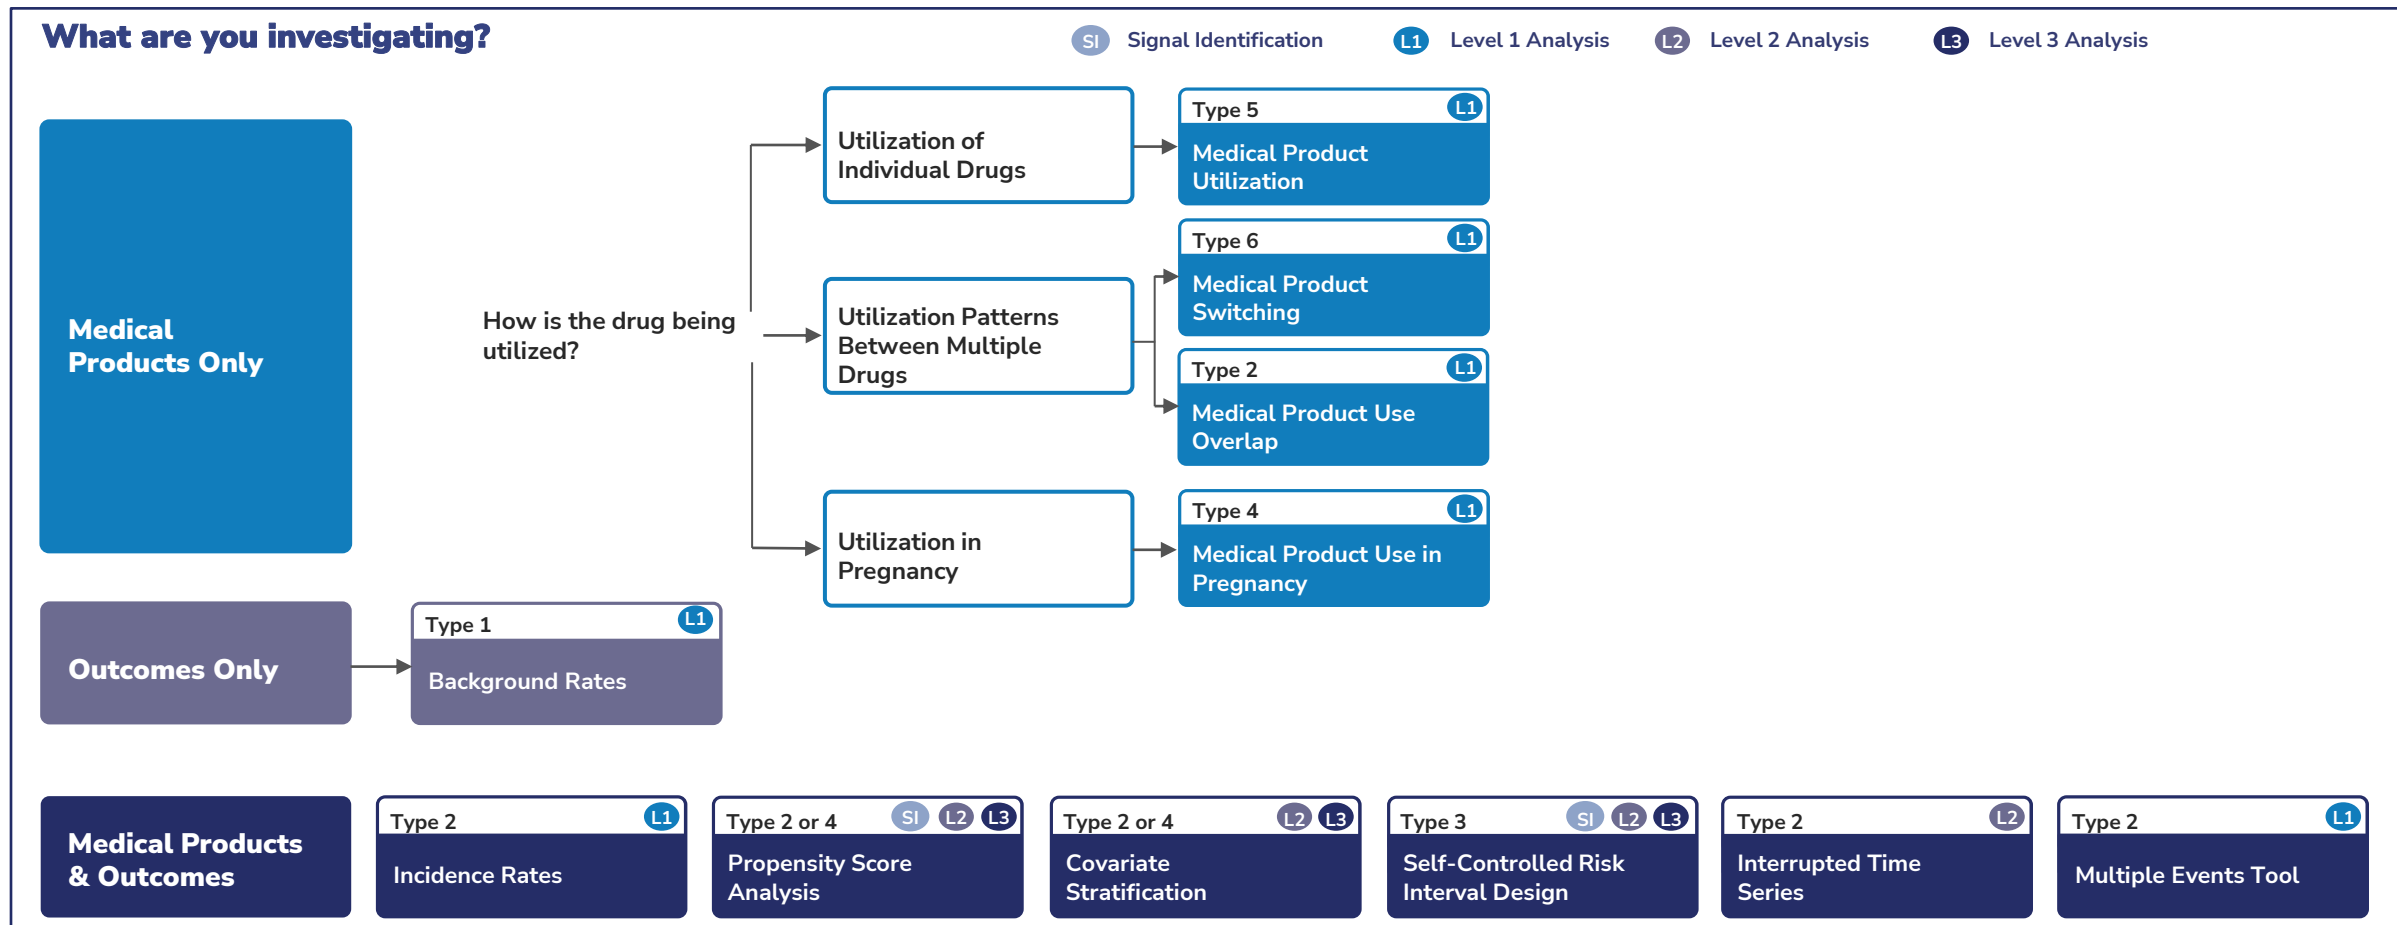 What are you investigating?
SI Signal Identification
L1 Level 1 Analysis
L2 Level 2 Analysis
L3 Level 3 Analysis
Medical
Products Only
How is the drug being
utilized?
Utilization of
Individual Drugs
Type 5
L1
Medical Product
Utilization
Utilization Patterns
Between Multiple
Drugs
Type 6
L1
Medical Product
Switching
Type 2
L1
Medical Product Use
Overlap
Utilization in
Pregnancy
Type 4
L1
Medical Product Use in
Pregnancy
Outcomes Only
Type 1
L1
Background Rates
Medical Products
& Outcomes
Type 2
L1
Incidence Rates
Type 2 or 4
SI L2 L3
Propensity Score
Analysis
Type 2 or 4
L2 L3
Covariate
Stratification
Type 3
SI L2 L3
Self-Controlled Risk
Interval Design
Type 2
L2
Interrupted Time
Series
Type 2
L1
Multiple Events Tool